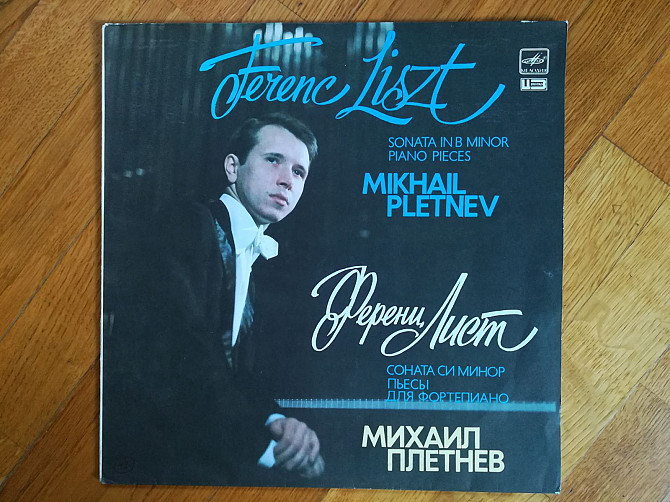 Ferenc Liszt
МЕЛОДИЯ
SONATA IN B MINOR
PIANO PIECES
MIKHAIL
PLETNEV
Ференц Лист
СОНАТА СИ МИНОР
ПЬЕСЫ
ДЛЯ ФОРТЕПИАНО
МИХАИЛ
ПЛЕТНЕВ